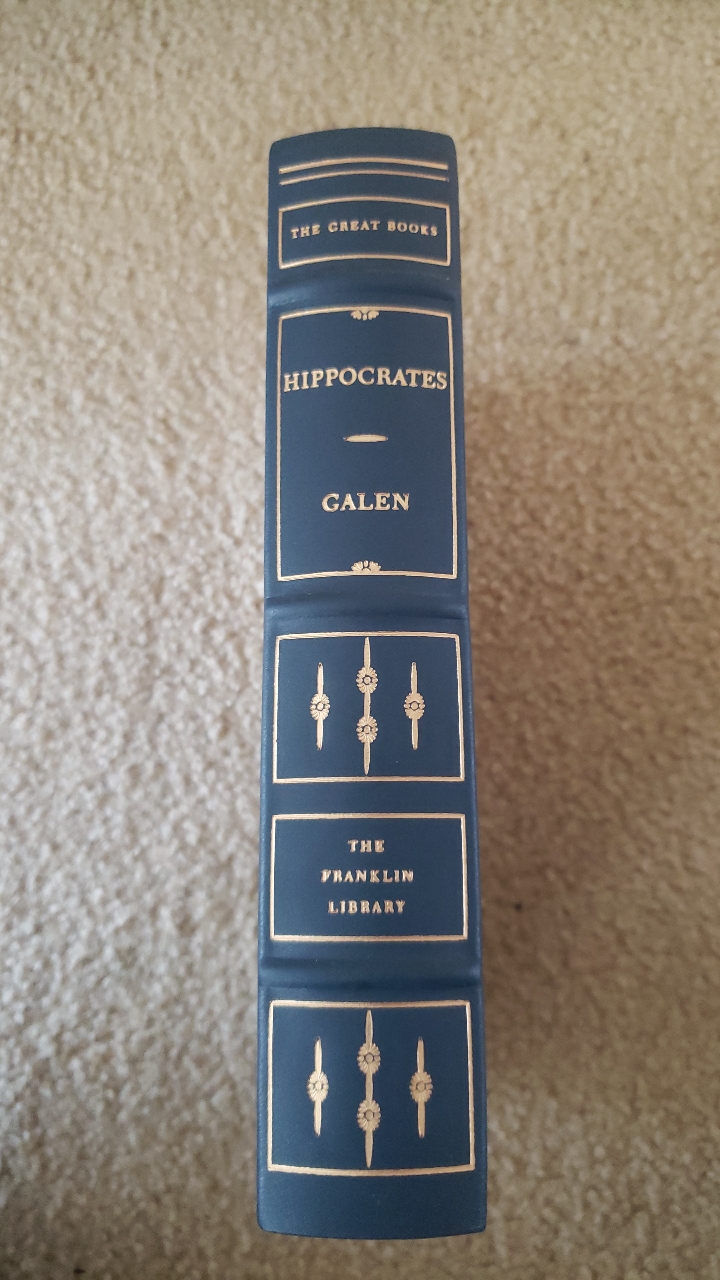 THE GREAT BOOKS
HIPPOCRATES
GALEN
THE
FRANKLIN
LIBRARY